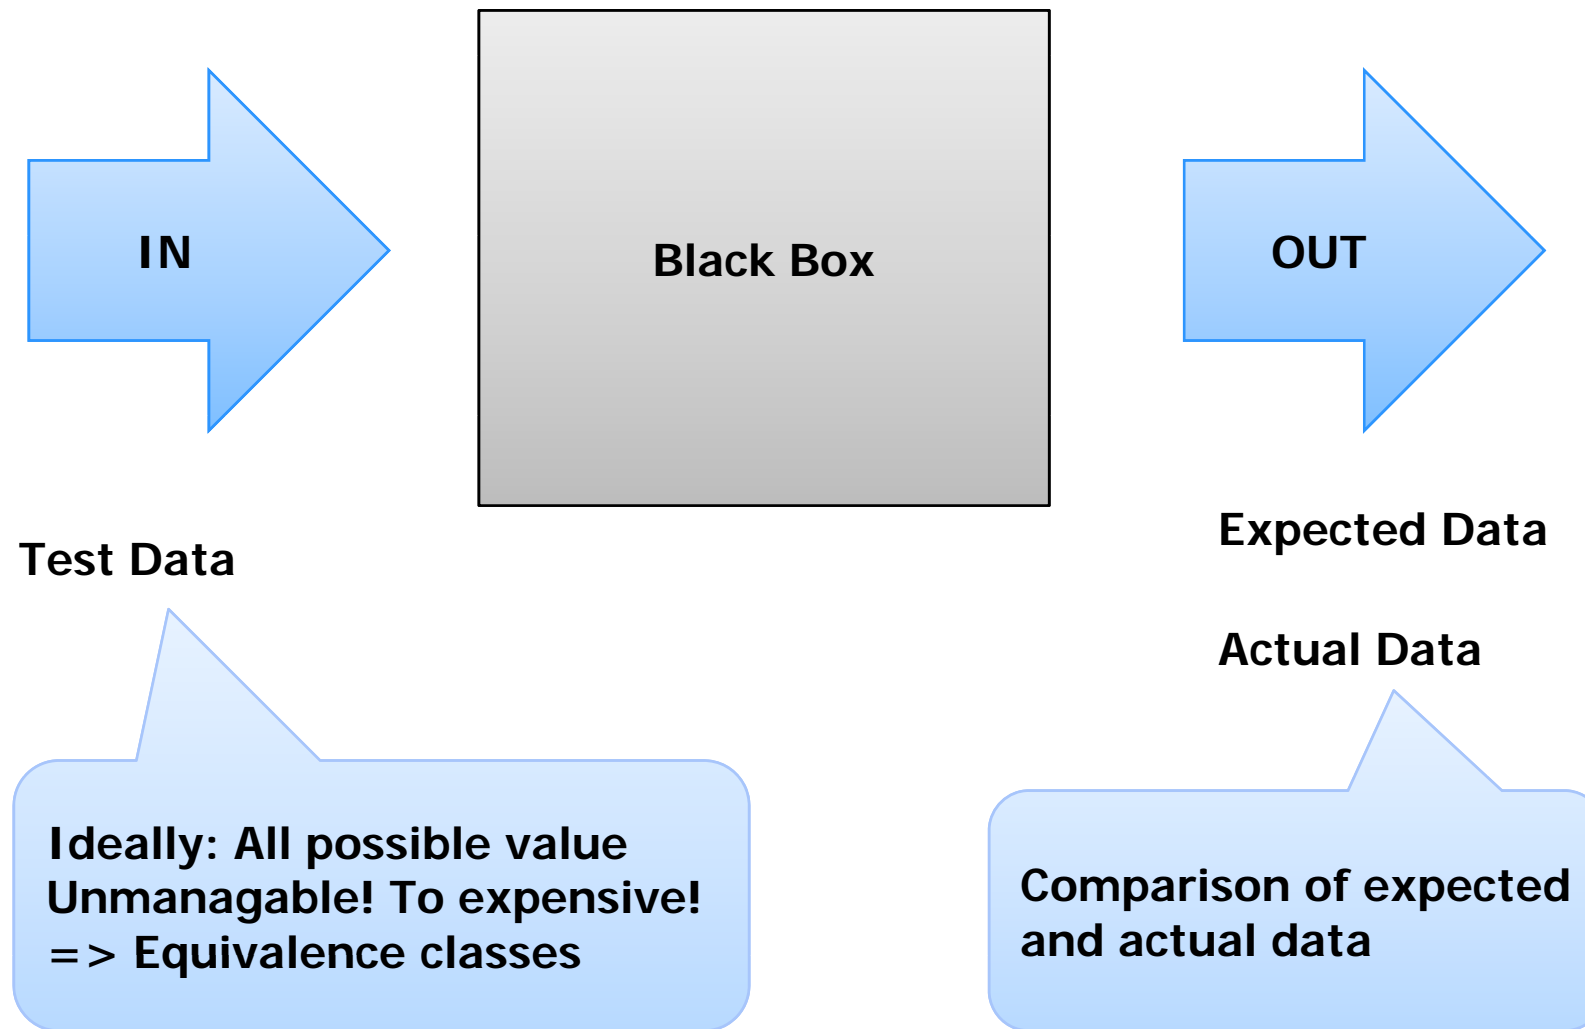 IN
Black Box
OUT
Test Data
Expected Data
Actual Data
Ideally: All possible value
Unmanagable! To expensive!
=> Equivalence classes
Comparison of expected
and actual data